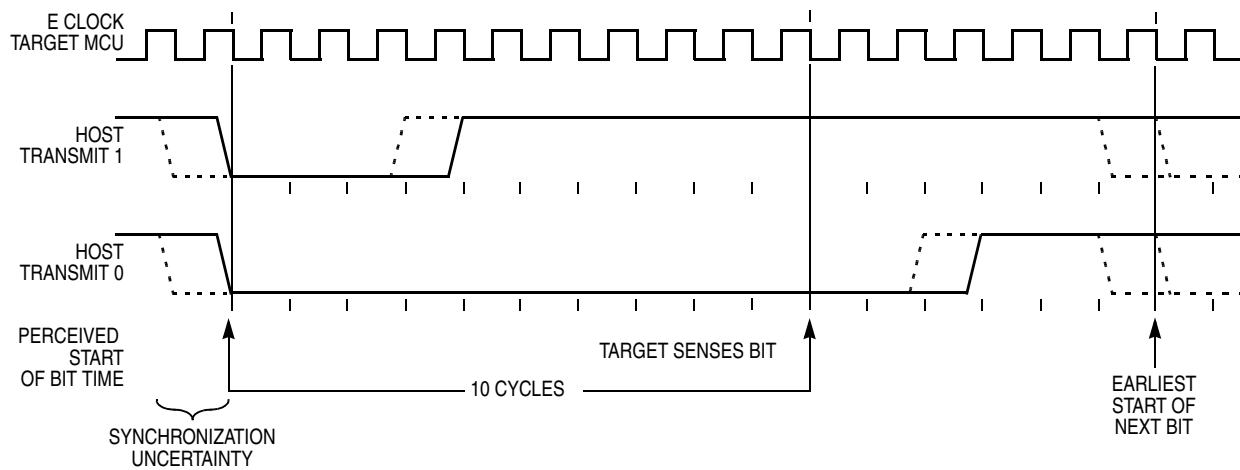 E CLOCK
TARGET MCU
HOST
TRANSMIT 1
HOST
TRANSMIT 0
PERCEIVED
START
OF BIT TIME
TARGET SENSES BIT
10 CYCLES
EARLIEST
START OF
NEXT BIT
SYNCHRONIZATION
UNCERTAINTY